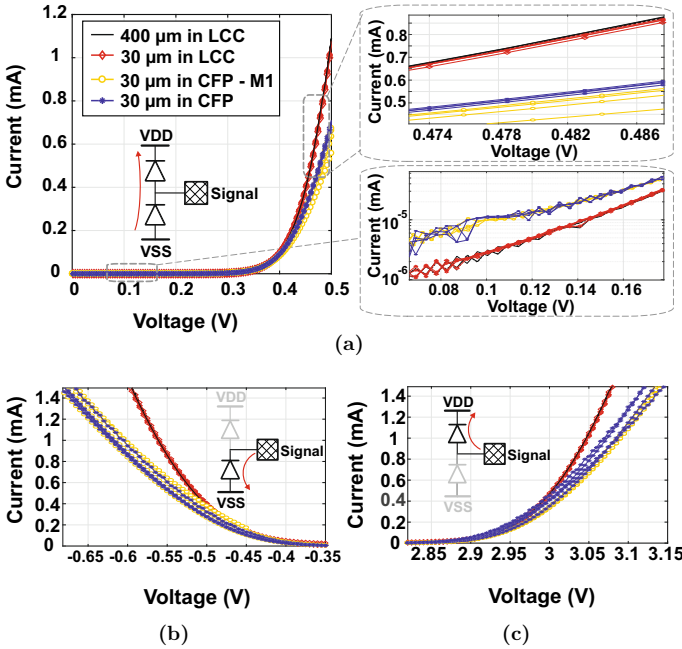 1.2
1
0.8
0.6
0.4
0.2
0
0 0.1 0.2 0.3 0.4 0.5
Current (mA)
Voltage (V)
400 µm in LCC
30 µm in LCC
30 µm in CFP - M1
30 µm in CFP
VDD
Signal
VSS
0.8
0.7
0.6
0.5
0.474 0.478 0.482 0.486
Current (mA)
Voltage (V)
10-5
10-6
0.08 0.1 0.12 0.14 0.16
Current (mA)
Voltage (V)
(a)
1.4
1.2
1
0.8
0.6
0.4
0.2
0
-0.65 -0.6 -0.55 -0.5 -0.45 -0.4 -0.35
Current (mA)
Voltage (V)
VDD
Signal
VSS
(b)
1.4
1.2
1
0.8
0.6
0.4
0.2
0
2.85 2.9 2.95 3 3.05 3.1 3.15
Current (mA)
Voltage (V)
VDD
Signal
VSS
(c)